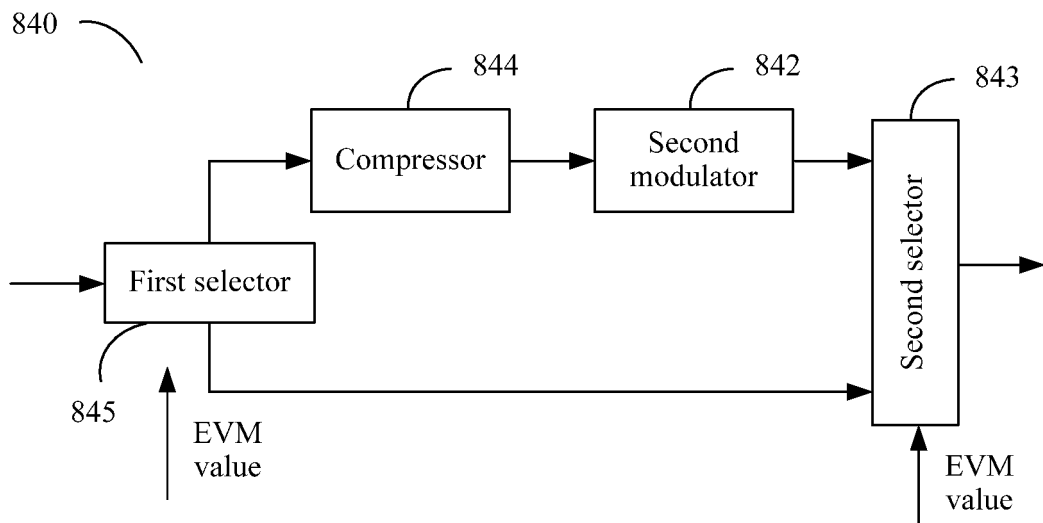 840
844
842
843
Compressor
Second
modulator
Second selector
First selector
845
EVM
value
EVM
value